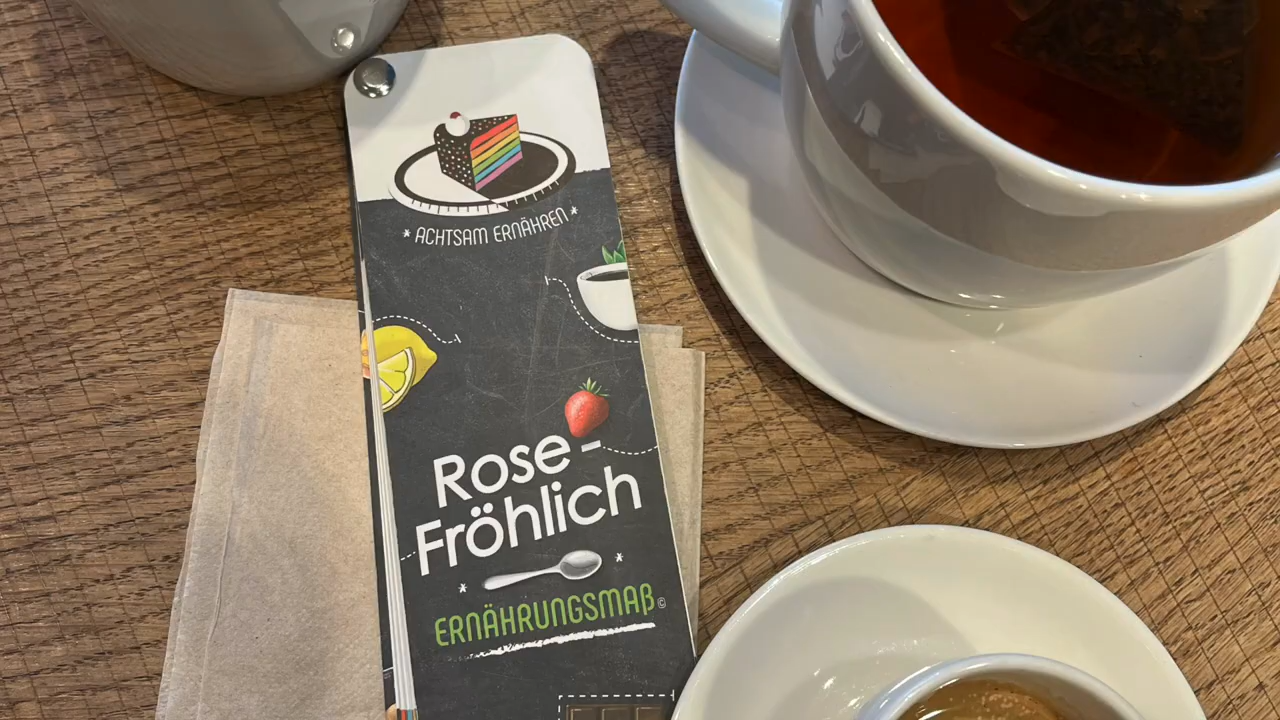 * ACHTSAM ERNÄHREN *
Rose-
Fröhlich
* *
ERNÄHRUNGSMAß©